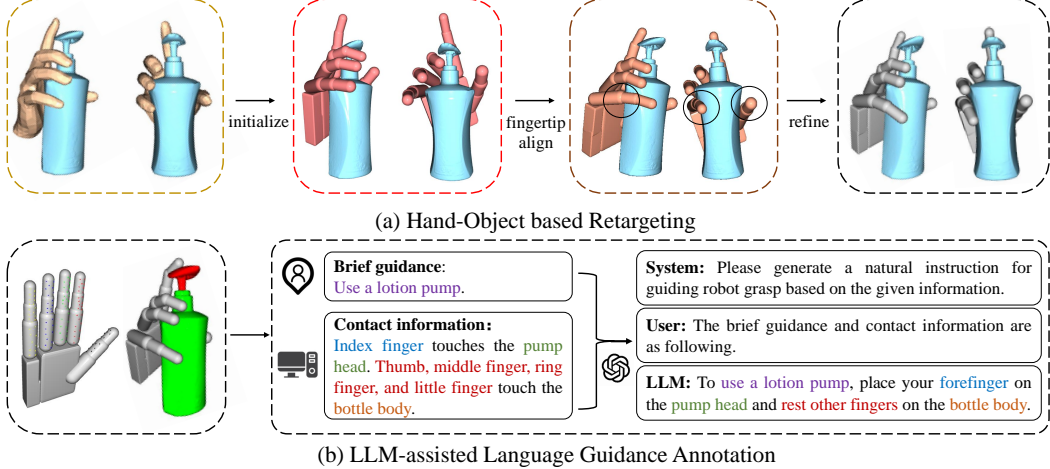 initialize
fingertip
align
refine
(a) Hand-Object based Retargeting
Brief guidance:
Use a lotion pump.
Contact information：
Index finger touches the pump
head. Thumb, middle finger, ring
finger, and little finger touch the
bottle body.
System: Please generate a natural instruction for
guiding robot grasp based on the given information.
User: The brief guidance and contact information are
as following.
LLM: To use a lotion pump, place your forefinger on
the pump head and rest other fingers on the bottle body.
(b) LLM-assisted Language Guidance Annotation